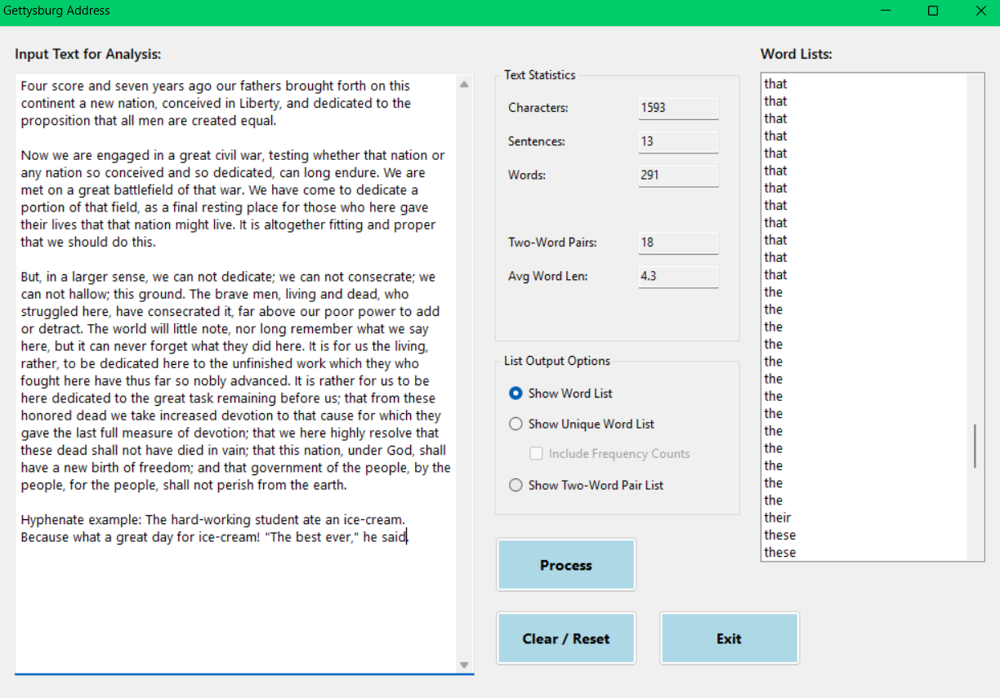 Gettysburg Address
Input Text for Analysis:
Four score and seven years ago our fathers brought forth on this
continent a new nation, conceived in Liberty, and dedicated to the
proposition that all men are created equal.
Now we are engaged in a great civil war, testing whether that nation or
any nation so conceived and so dedicated, can long endure. We are
met on a great battlefield of that war. We have come to dedicate a
portion of that field, as a final resting place for those who here gave
their lives that that nation might live. It is altogether fitting and proper
that we should do this.
But, in a larger sense, we can not dedicate; we can not consecrate; we
can not hallow; this ground. The brave men, living and dead, who
struggled here, have consecrated it, far above our poor power to add
or detract. The world will little note, nor long remember what we say
here, but it can never forget what they did here. It is for us the living,
rather, to be dedicated here to the unfinished work which they who
fought here have thus far so nobly advanced. It is rather for us to be
here dedicated to the great task remaining before us; that from these
honored dead we take increased devotion to that cause for which they
gave the last full measure of devotion; that we here highly resolve that
these dead shall not have died in vain; that this nation, under God, shall
have a new birth of freedom; and that government of the people, by the
people, for the people, shall not perish from the earth.
Hyphenate example: The hard-working student ate an ice-cream.
Because what a great day for ice-cream! "The best ever," he said.
Text Statistics
Characters: 1593
Sentences: 13
Words: 291
Two-Word Pairs: 18
Avg Word Len: 4.3
List Output Options
Show Word List
Show Unique Word List
Include Frequency Counts
Show Two-Word Pair List
Process
Clear / Reset
Exit
Word Lists:
that
that
that
that
that
that
that
that
that
that
that
that
the
the
the
the
the
the
the
the
the
the
the
the
the
their
these
these